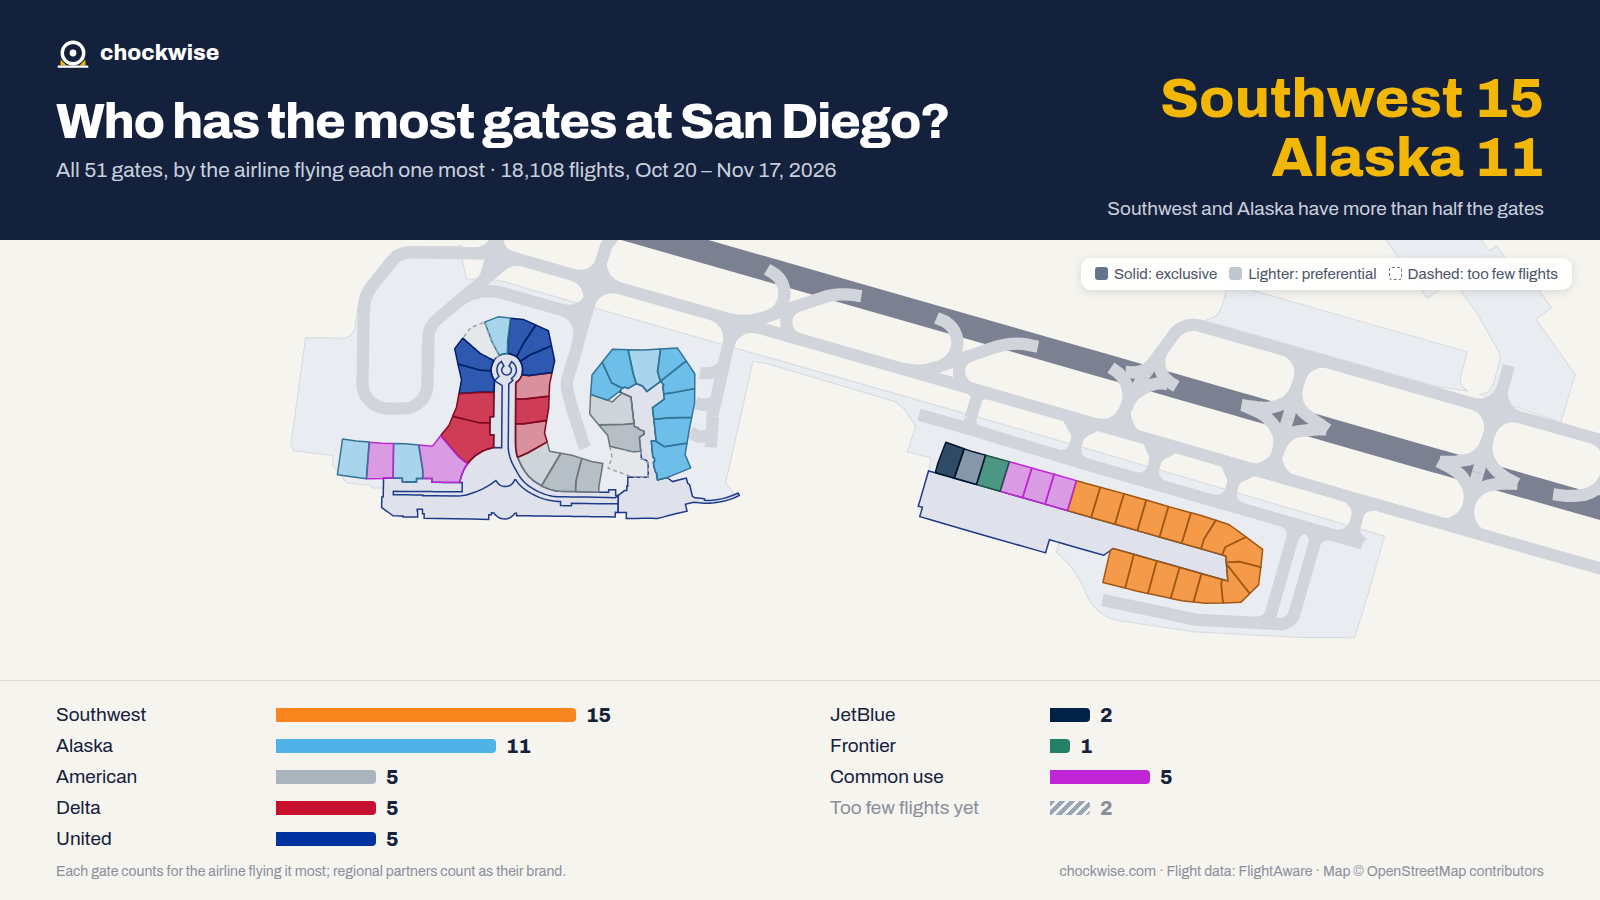 chockwise
Who has the most gates at San Diego?
All 51 gates, by the airline flying each one most · 18,108 flights, Oct 20 – Nov 17, 2026
Southwest 15
Alaska 11
Southwest and Alaska have more than half the gates
Solid: exclusive Lighter: preferential Dashed: too few flights
Southwest 15
Alaska 11
American 5
Delta 5
United 5
JetBlue 2
Frontier 1
Common use 5
Too few flights yet 2
Each gate counts for the airline flying it most; regional partners count as their brand.
chockwise.com · Flight data: FlightAware · Map © OpenStreetMap contributors